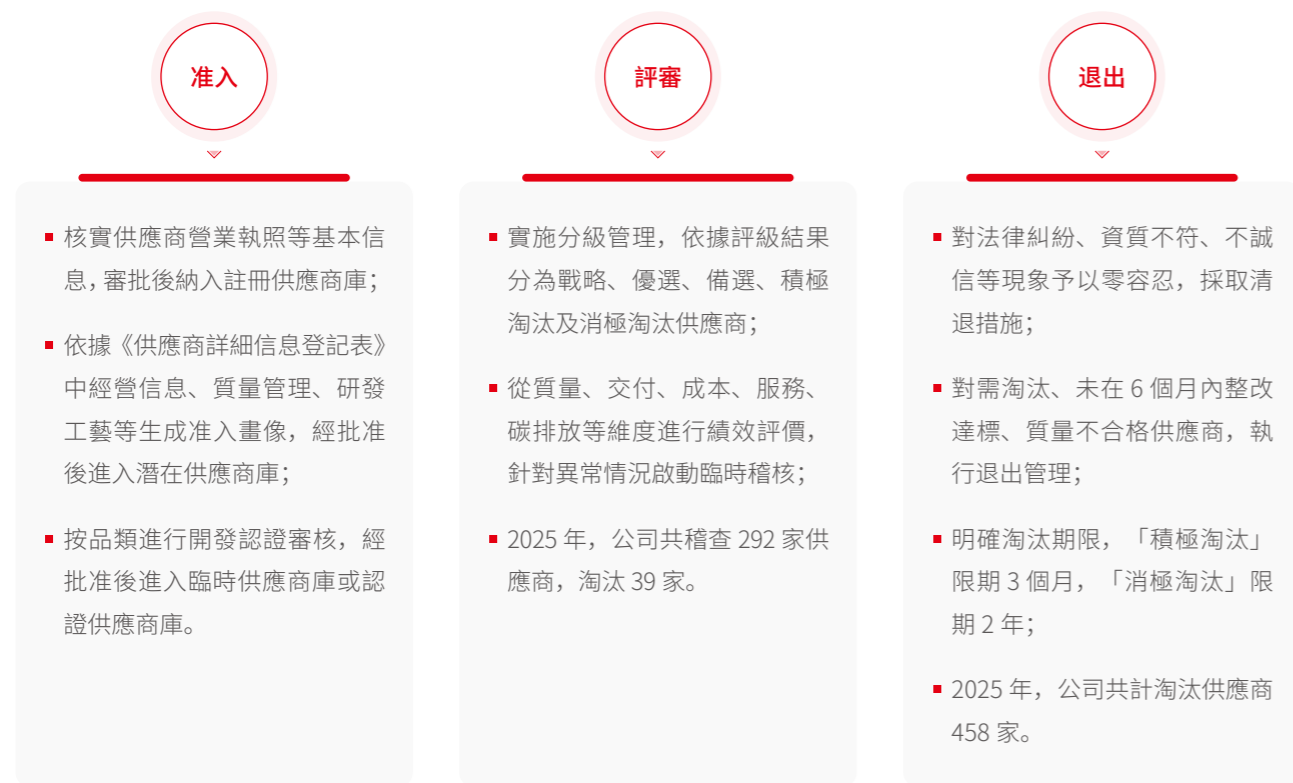 准入
核實供應商營業執照等基本信
息，審批後納入註冊供應商庫；
依據《供應商詳細信息登記表》
中經營信息、質量管理、研發
工藝等生成准入畫像，經批准
後進入潛在供應商庫；
按品類進行開發認證審核，經
批准後進入臨時供應商庫或認
證供應商庫。
評審
實施分級管理，依據評級結果
分為戰略、優選、備選、積極
淘汰及消極淘汰供應商；
從質量、交付、成本、服務、
碳排放等維度進行績效評價，
針對異常情況啟動臨時稽核；
2025 年，公司共稽查 292 家供
應商，淘汰 39 家。
退出
對法律糾紛、資質不符、不誠
信等現象予以零容忍，採取清
退措施；
對需淘汰、未在 6 個月內整改
達標、質量不合格供應商，執
行退出管理；
明確淘汰期限，「積極淘汰」
限期 3 個月，「消極淘汰」限
期 2 年；
2025 年，公司共計淘汰供應商
458 家。